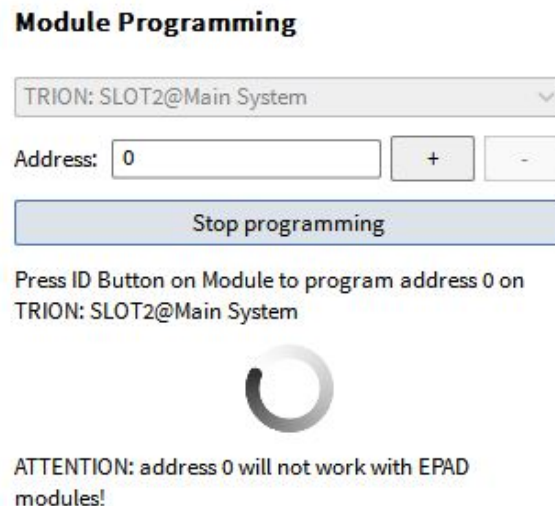 Module Programming
TRION: SLOT2@Main System
Address: 0 + -
Stop programming
Press ID Button on Module to program address 0 on
TRION: SLOT2@Main System
ATTENTION: address 0 will not work with EPAD
modules!